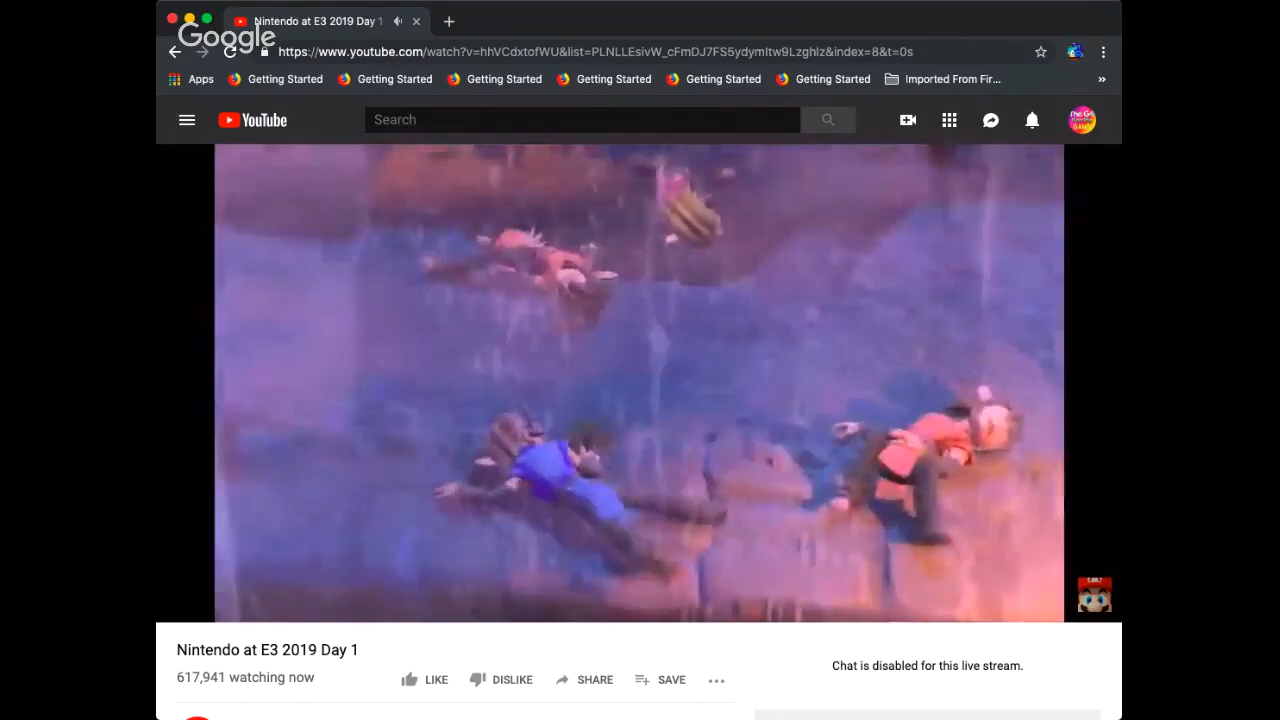 Nintendo at E3 2019 Day 1
Google
https://www.youtube.com/watch?v=hhVCdxtofWU&list=PLNLLEsivW_cFmDJ7FS5ydymItw9Lzghlz&index=8&t=0s
Apps Getting Started Getting Started Getting Started Getting Started Getting Started Getting Started Imported From Fir... »
YouTube Search
Nintendo at E3 2019 Day 1
617,941 watching now
LIKE DISLIKE SHARE SAVE ...
Chat is disabled for this live stream.